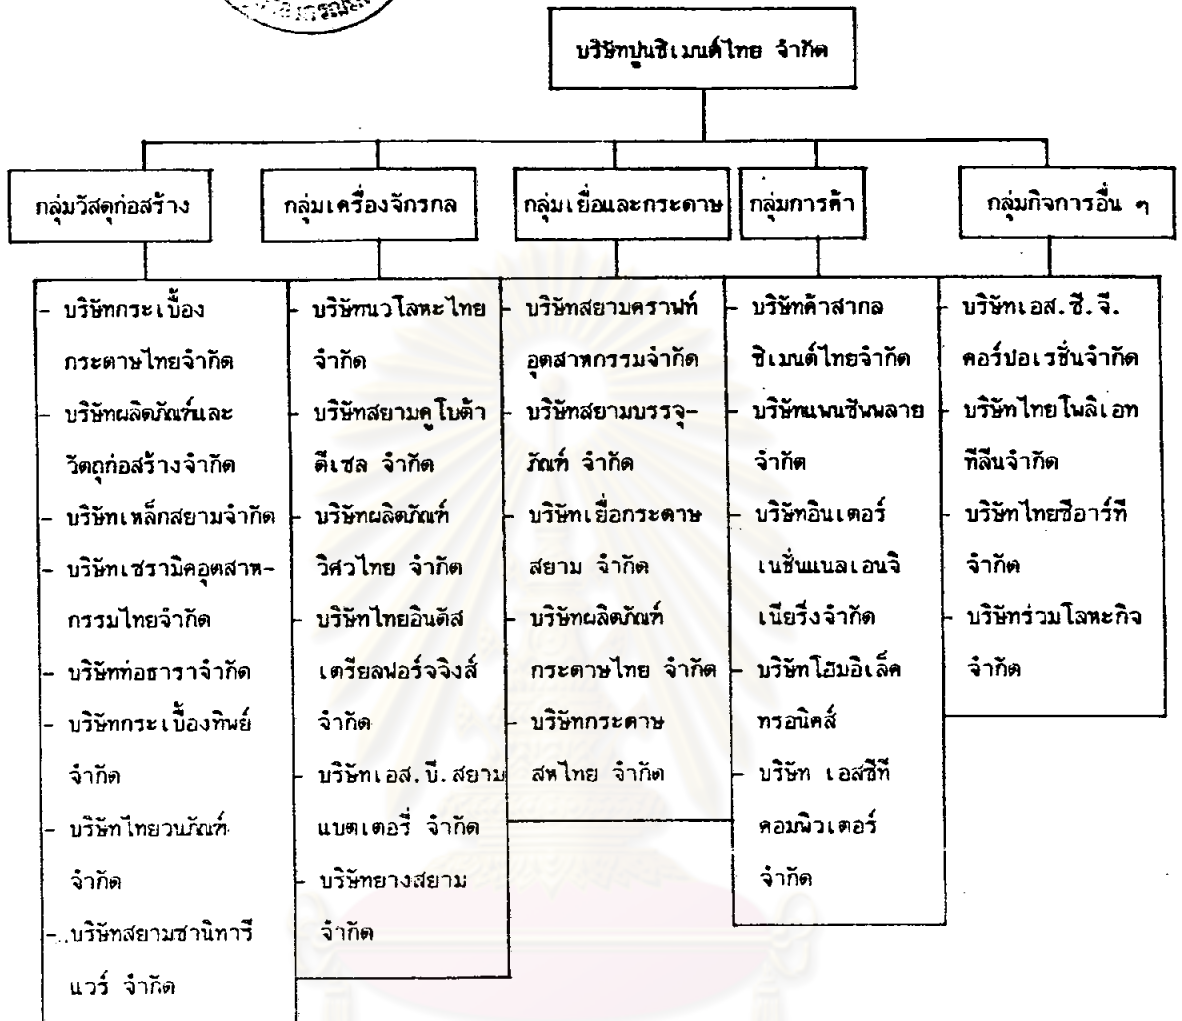 บริษัทปูนซิเมนต์ไทย จำกัด
กลุ่มวัสดุก่อสร้าง
กลุ่มเครื่องจักรกล
กลุ่มเยื่อและกระดาษ
กลุ่มการค้า
กลุ่มกิจการอื่น ๆ
- บริษัทกระเบื้อง
กระดาษไทยจำกัด
- บริษัทผลิตภัณฑ์และ
วัตถุก่อสร้างจำกัด
- บริษัทเหล็กสยามจำกัด
- บริษัทเซรามิคอุตสาห-
กรรมไทยจำกัด
- บริษัทท่อธาราจำกัด
- บริษัทกระเบื้องทิพย์
จำกัด
- บริษัทไทยวนภัณฑ์
จำกัด
- บริษัทสยามซานิทารี
แวร์ จำกัด
- บริษัทนวโลหะไทย
จำกัด
- บริษัทสยามคูโบต้า
ดีเซล จำกัด
- บริษัทผลิตภัณฑ์
วิศวไทย จำกัด
- บริษัทไทยอินดัส
เตรียลฟอร์จจิงส์
จำกัด
- บริษัทเอส.บี.สยาม
แบตเตอรี่ จำกัด
- บริษัทยางสยาม
จำกัด
- บริษัทสยามคราฟท์
อุตสาหกรรมจำกัด
- บริษัทสยามบรรจุ-
ภัณฑ์ จำกัด
- บริษัทเยื่อกระดาษ
สยาม จำกัด
- บริษัทผลิตภัณฑ์
กระดาษไทย จำกัด
- บริษัทกระดาษ
สหไทย จำกัด
- บริษัทค้าสากล
ซิเมนต์ไทยจำกัด
- บริษัทแพนซัพพลาย
จำกัด
- บริษัทอินเตอร์
เนชั่นแนลเอนจิ
เนียริ่งจำกัด
- บริษัทโฮมอิเล็ค
ทรอนิคส์
- บริษัท เอสซีที
คอมพิวเตอร์
จำกัด
- บริษัทเอส.ซี.จี.
คอร์ปอเรชั่นจำกัด
- บริษัทไทยโพลิเอท
ทีลีนจำกัด
- บริษัทไทยซีอาร์ที
จำกัด
- บริษัทร่วมโลหะกิจ
จำกัด